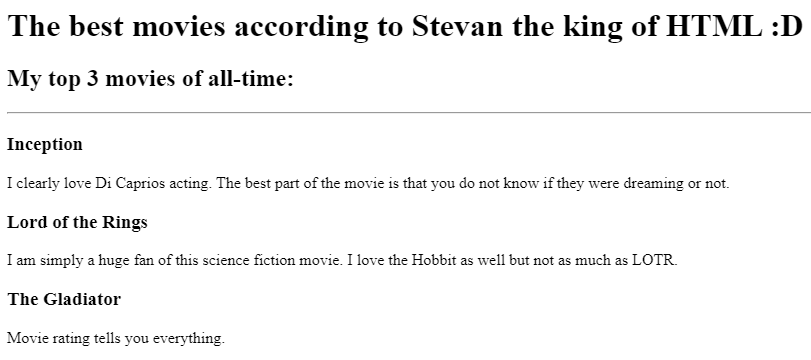 The best movies according to Stevan the king of HTML :D
My top 3 movies of all-time:
Inception
I clearly love Di Caprios acting. The best part of the movie is that you do not know if they were dreaming or not.
Lord of the Rings
I am simply a huge fan of this science fiction movie. I love the Hobbit as well but not as much as LOTR.
The Gladiator
Movie rating tells you everything.